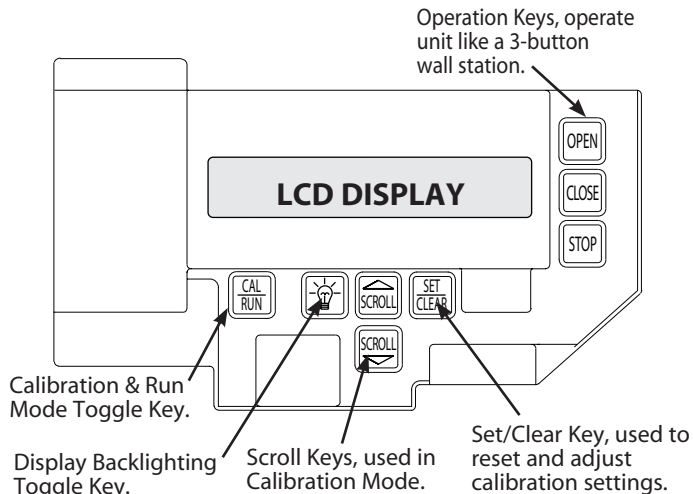 Operation Keys, operate
unit like a 3-button
wall station.
OPEN
LCD DISPLAY
CLOSE
STOP
CAL
RUN
SCROLL
SET
CLEAR
SCROLL
Calibration & Run
Mode Toggle Key.
Display Backlighting
Toggle Key.
Scroll Keys, used in
Calibration Mode.
Set/Clear Key, used to
reset and adjust
calibration settings.